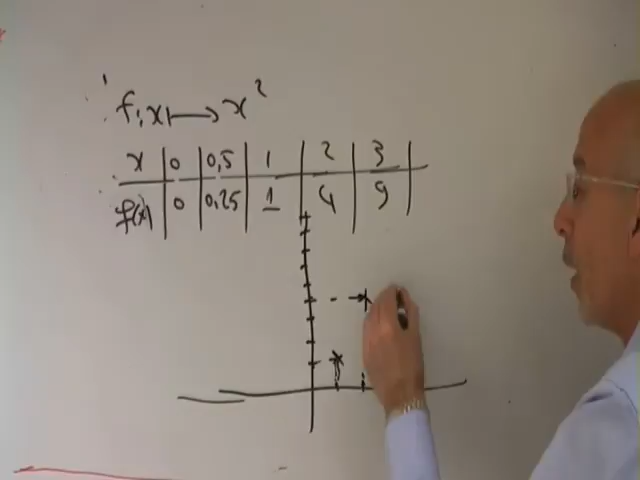 f: x ⟼ x²
x | 0 | 0,5 | 1 | 2 | 3 |
f(x) | 0 | 0,25 | 1 | 4 | 9 |